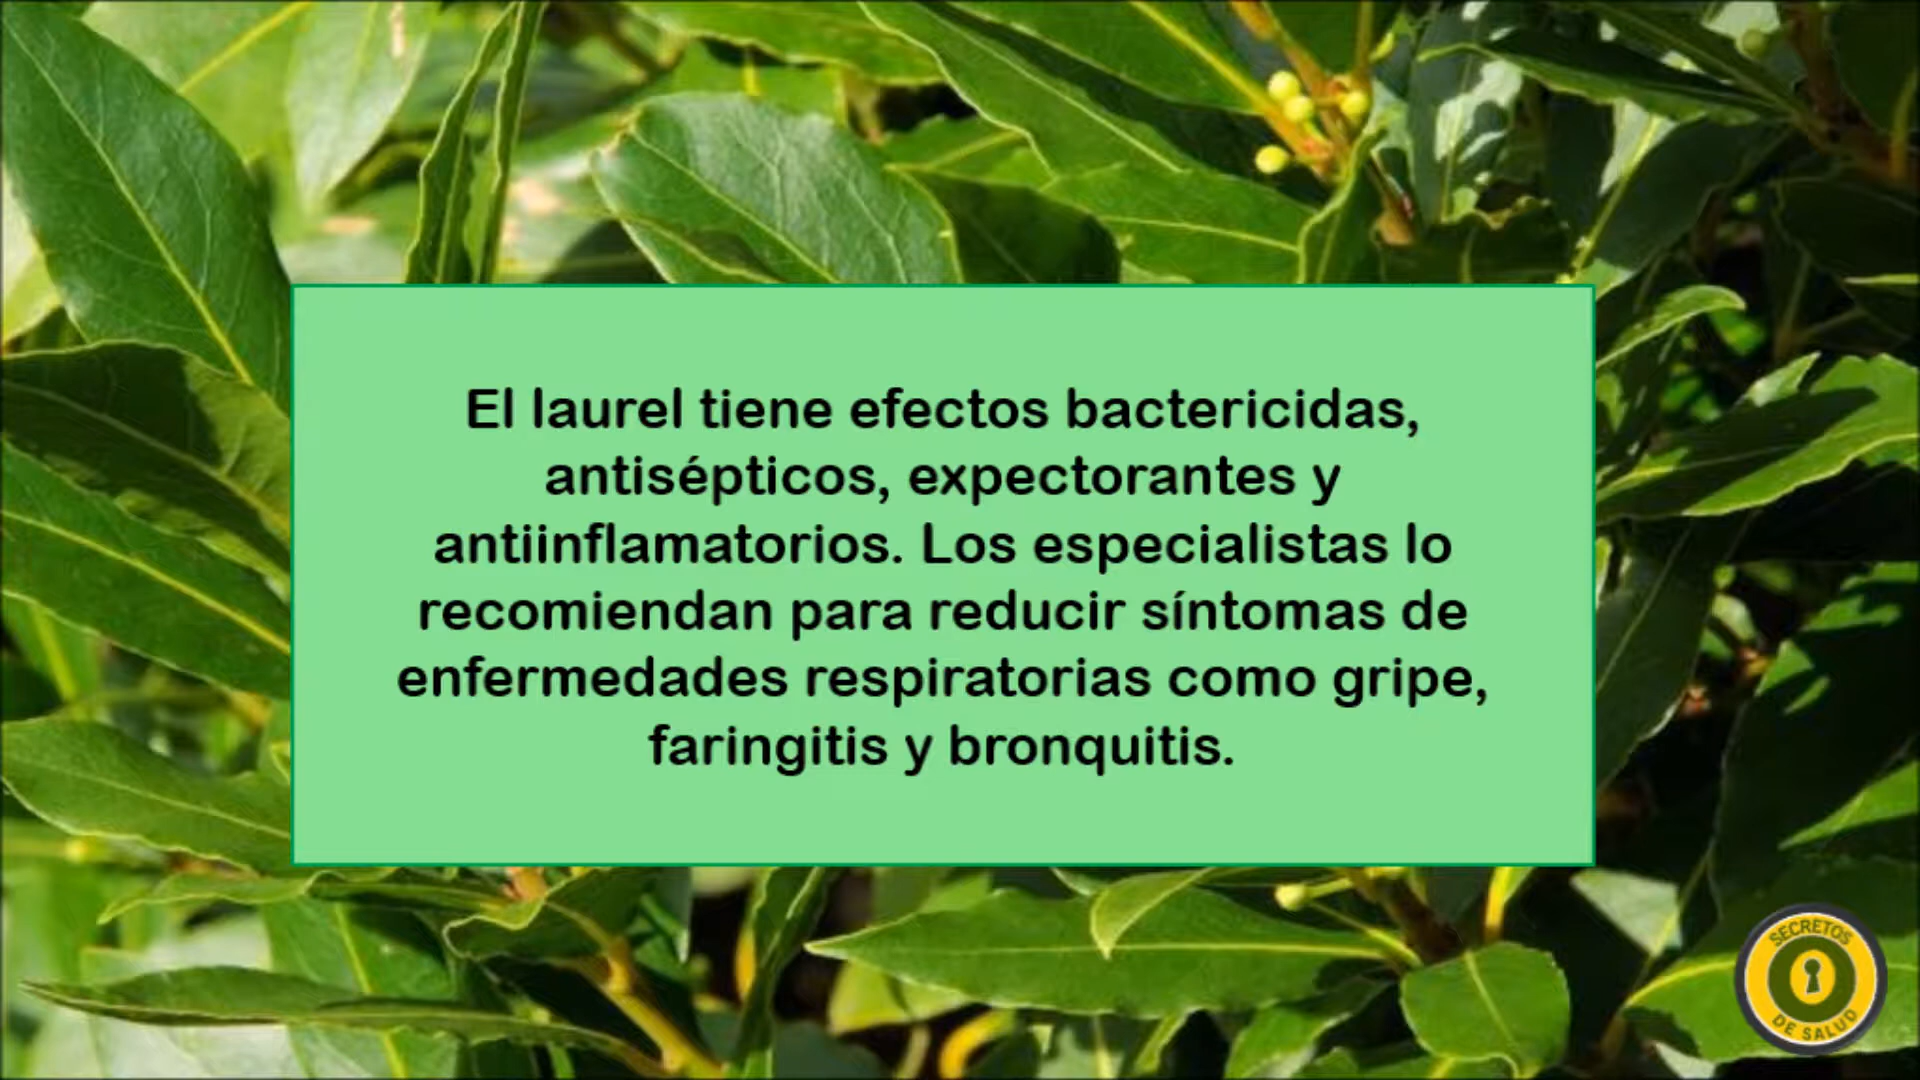 El laurel tiene efectos bactericidas,
antisépticos, expectorantes y
antiinflamatorios. Los especialistas lo
recomiendan para reducir síntomas de
enfermedades respiratorias como gripe,
faringitis y bronquitis.
SECRETOS
DE SALUD